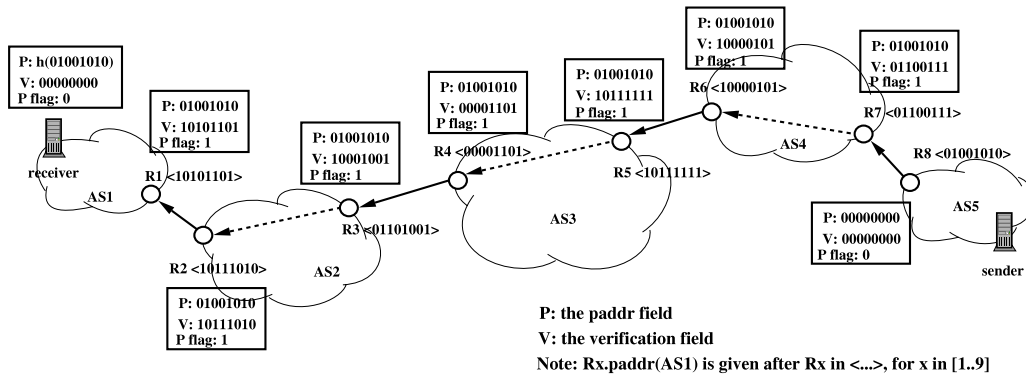 P: h(01001010)
V: 00000000
P flag: 0
receiver
AS1
P: 01001010
V: 10101101
P flag: 1
R1 <10101101>
R2 <10111010>
P: 01001010
V: 10111010
P flag: 1
AS2
P: 01001010
V: 10001001
P flag: 1
R3 <01101001>
P: 01001010
V: 00001101
P flag: 1
R4 <00001101>
AS3
P: 01001010
V: 10111111
P flag: 1
R5 <10111111>
P: 01001010
V: 10000101
P flag: 1
R6 <10000101>
AS4
P: 01001010
V: 01100111
P flag: 1
R7 <01100111>
R8 <01001010>
AS5
P: 00000000
V: 00000000
P flag: 0
sender
P: the paddr field
V: the verification field
Note: Rx.paddr(AS1) is given after Rx in <...>, for x in [1..9]